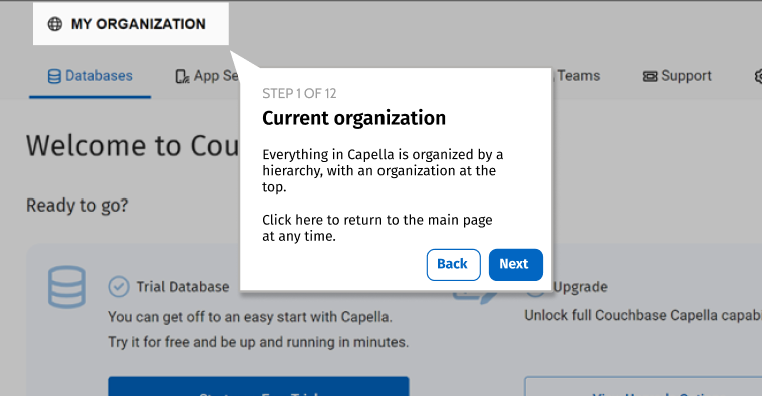 MY ORGANIZATION
Databases
App Se
Teams
Support
STEP 1 OF 12
Current organization
Everything in Capella is organized by a
hierarchy, with an organization at the
top.
Click here to return to the main page
at any time.
Back
Next
Welcome to Cou
Ready to go?
Trial Database
You can get off to an easy start with Capella.
Try it for free and be up and running in minutes.
Upgrade
Unlock full Couchbase Capella capabi